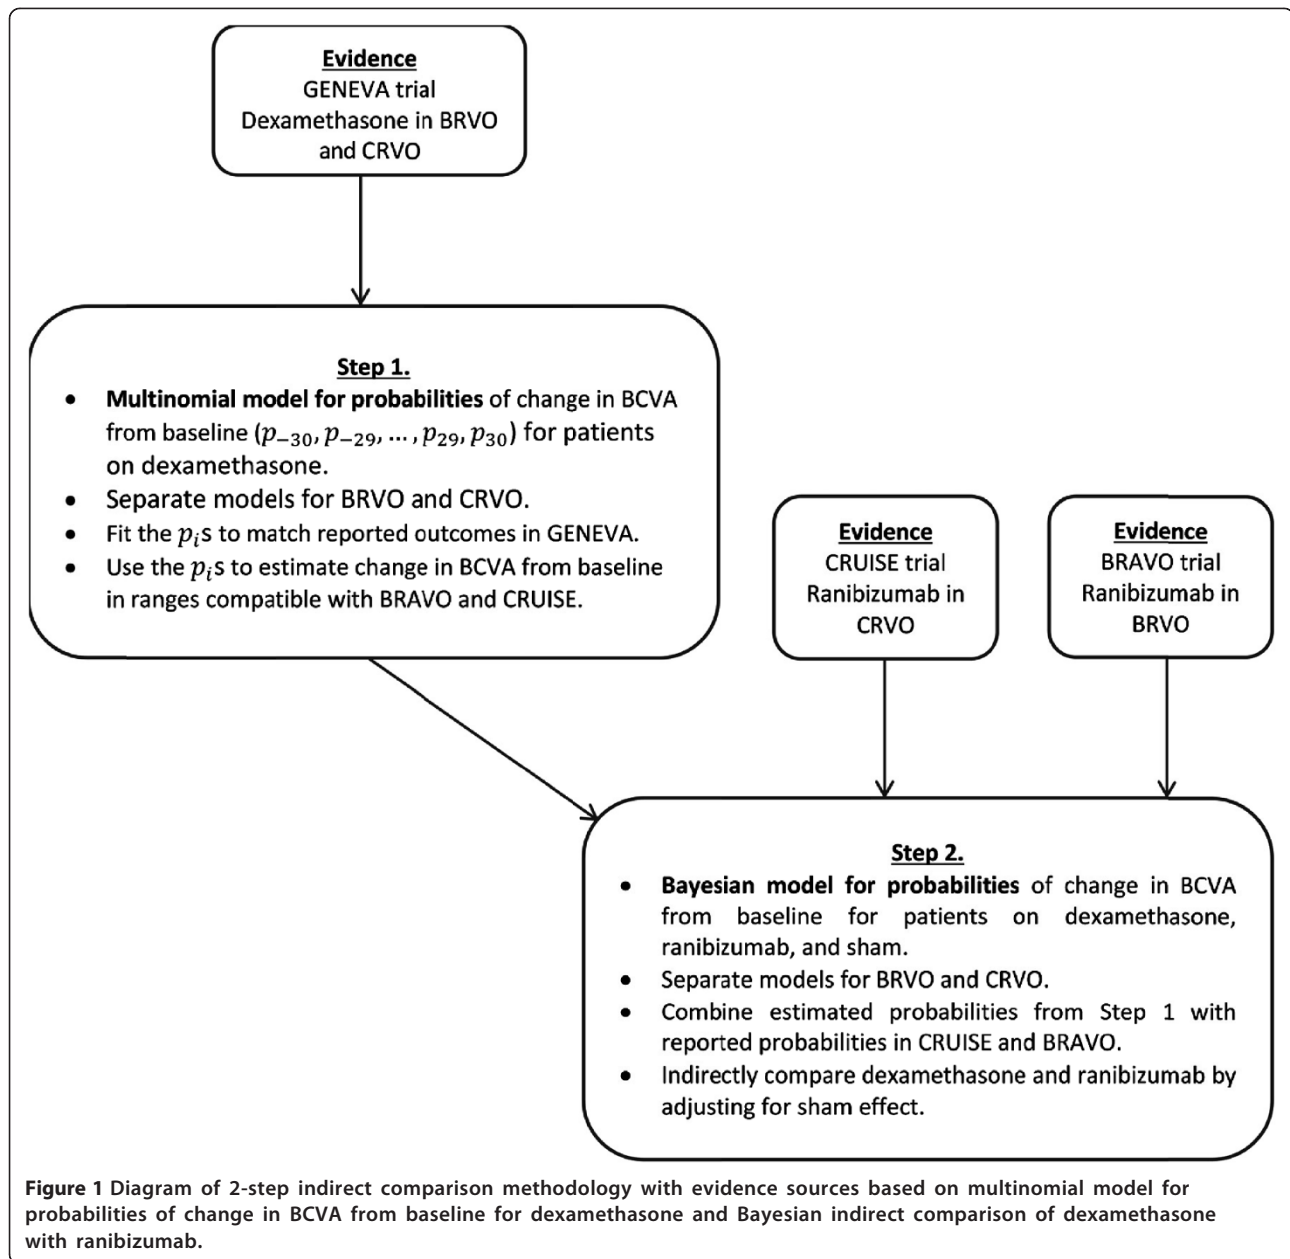 Evidence
GENEVA trial
Dexamethasone in BRVO
and CRVO
Step 1.
• Multinomial model for probabilities of change in BCVA
from baseline (p₋₃₀, p₋₂₉, … , p₂₉, p₃₀) for patients
on dexamethasone.
• Separate models for BRVO and CRVO.
• Fit the pᵢs to match reported outcomes in GENEVA.
• Use the pᵢs to estimate change in BCVA from baseline
in ranges compatible with BRAVO and CRUISE.
Evidence
CRUISE trial
Ranibizumab in
CRVO
Evidence
BRAVO trial
Ranibizumab in
BRVO
Step 2.
• Bayesian model for probabilities of change in BCVA
from baseline for patients on dexamethasone,
ranibizumab, and sham.
• Separate models for BRVO and CRVO.
• Combine estimated probabilities from Step 1 with
reported probabilities in CRUISE and BRAVO.
• Indirectly compare dexamethasone and ranibizumab by
adjusting for sham effect.
Figure 1 Diagram of 2-step indirect comparison methodology with evidence sources based on multinomial model for
probabilities of change in BCVA from baseline for dexamethasone and Bayesian indirect comparison of dexamethasone
with ranibizumab.